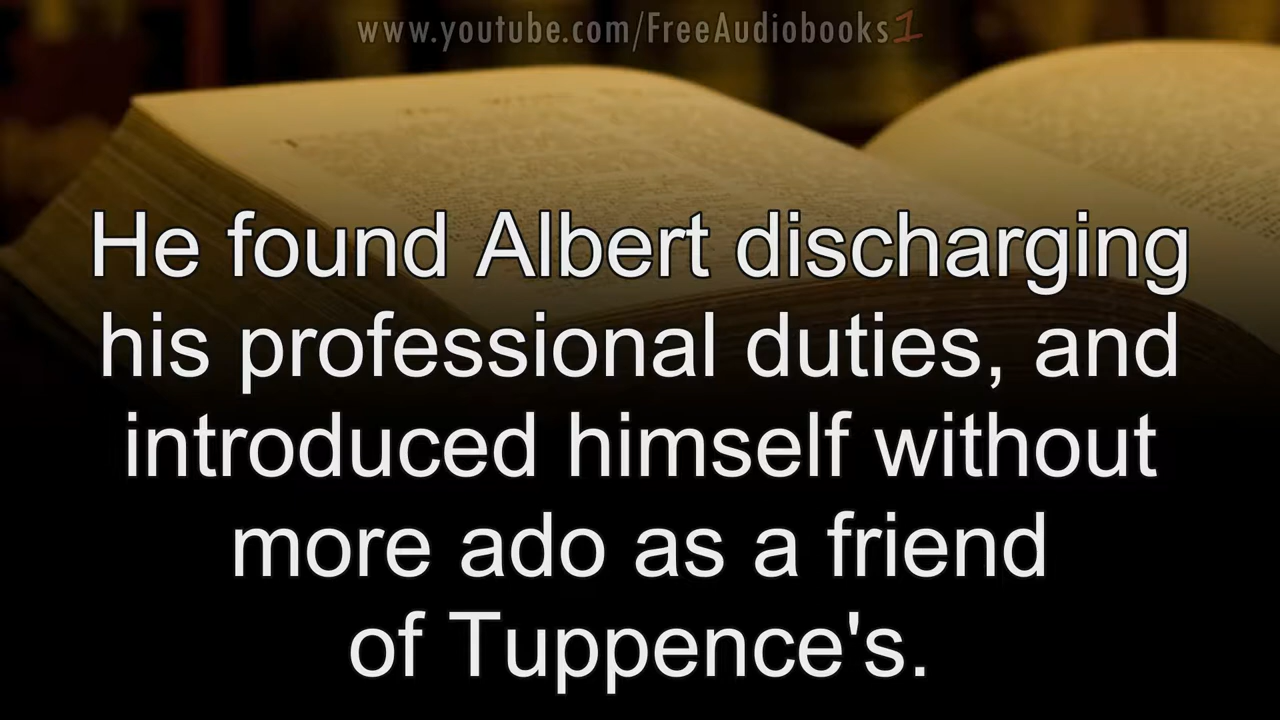 www.youtube.com/FreeAudiobooks1
He found Albert discharging
his professional duties, and
introduced himself without
more ado as a friend
of Tuppence's.